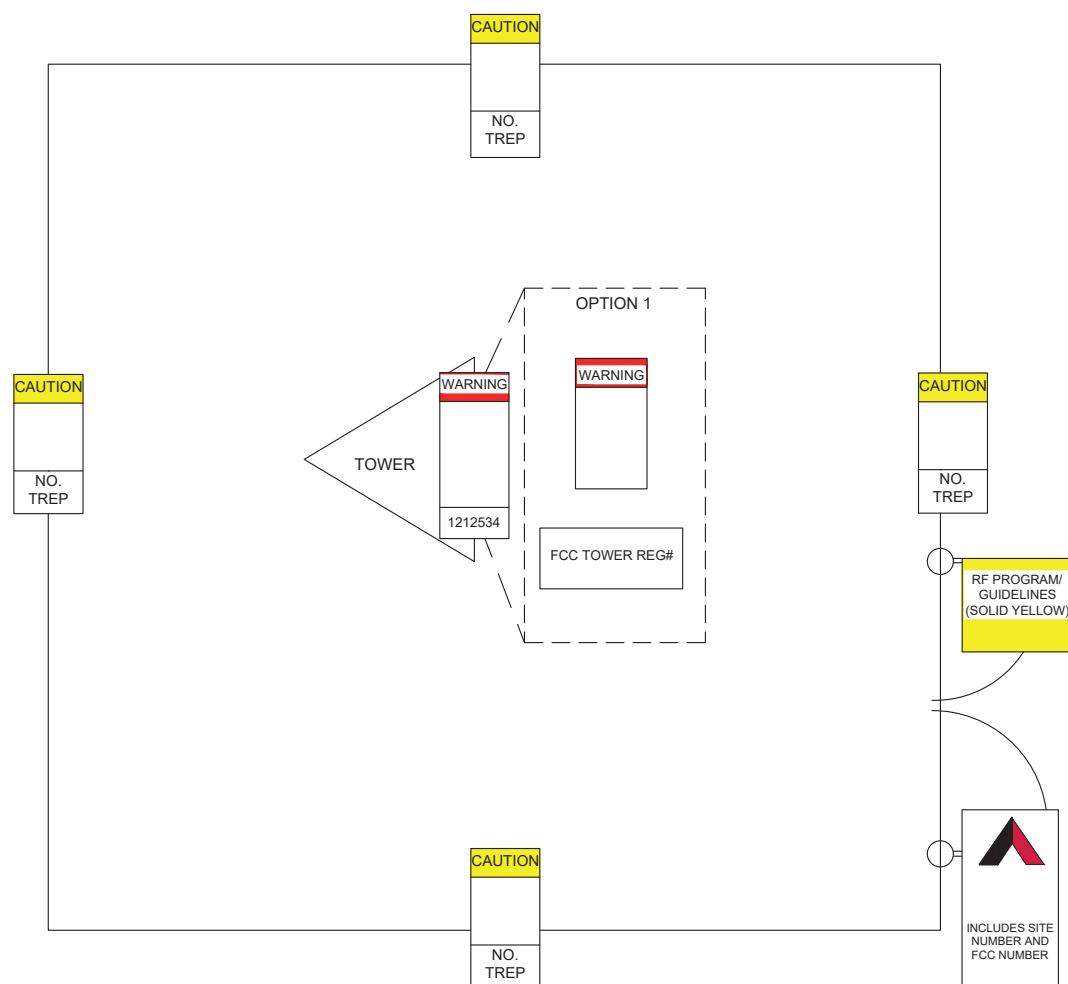 CAUTION
NO.
TREP
OPTION 1
WARNING
WARNING
CAUTION
CAUTION
TOWER
NO.
TREP
NO.
TREP
1212534
FCC TOWER REG#
RF PROGRAM/
GUIDELINES
(SOLID YELLOW)
CAUTION
INCLUDES SITE
NUMBER AND
FCC NUMBER
NO.
TREP